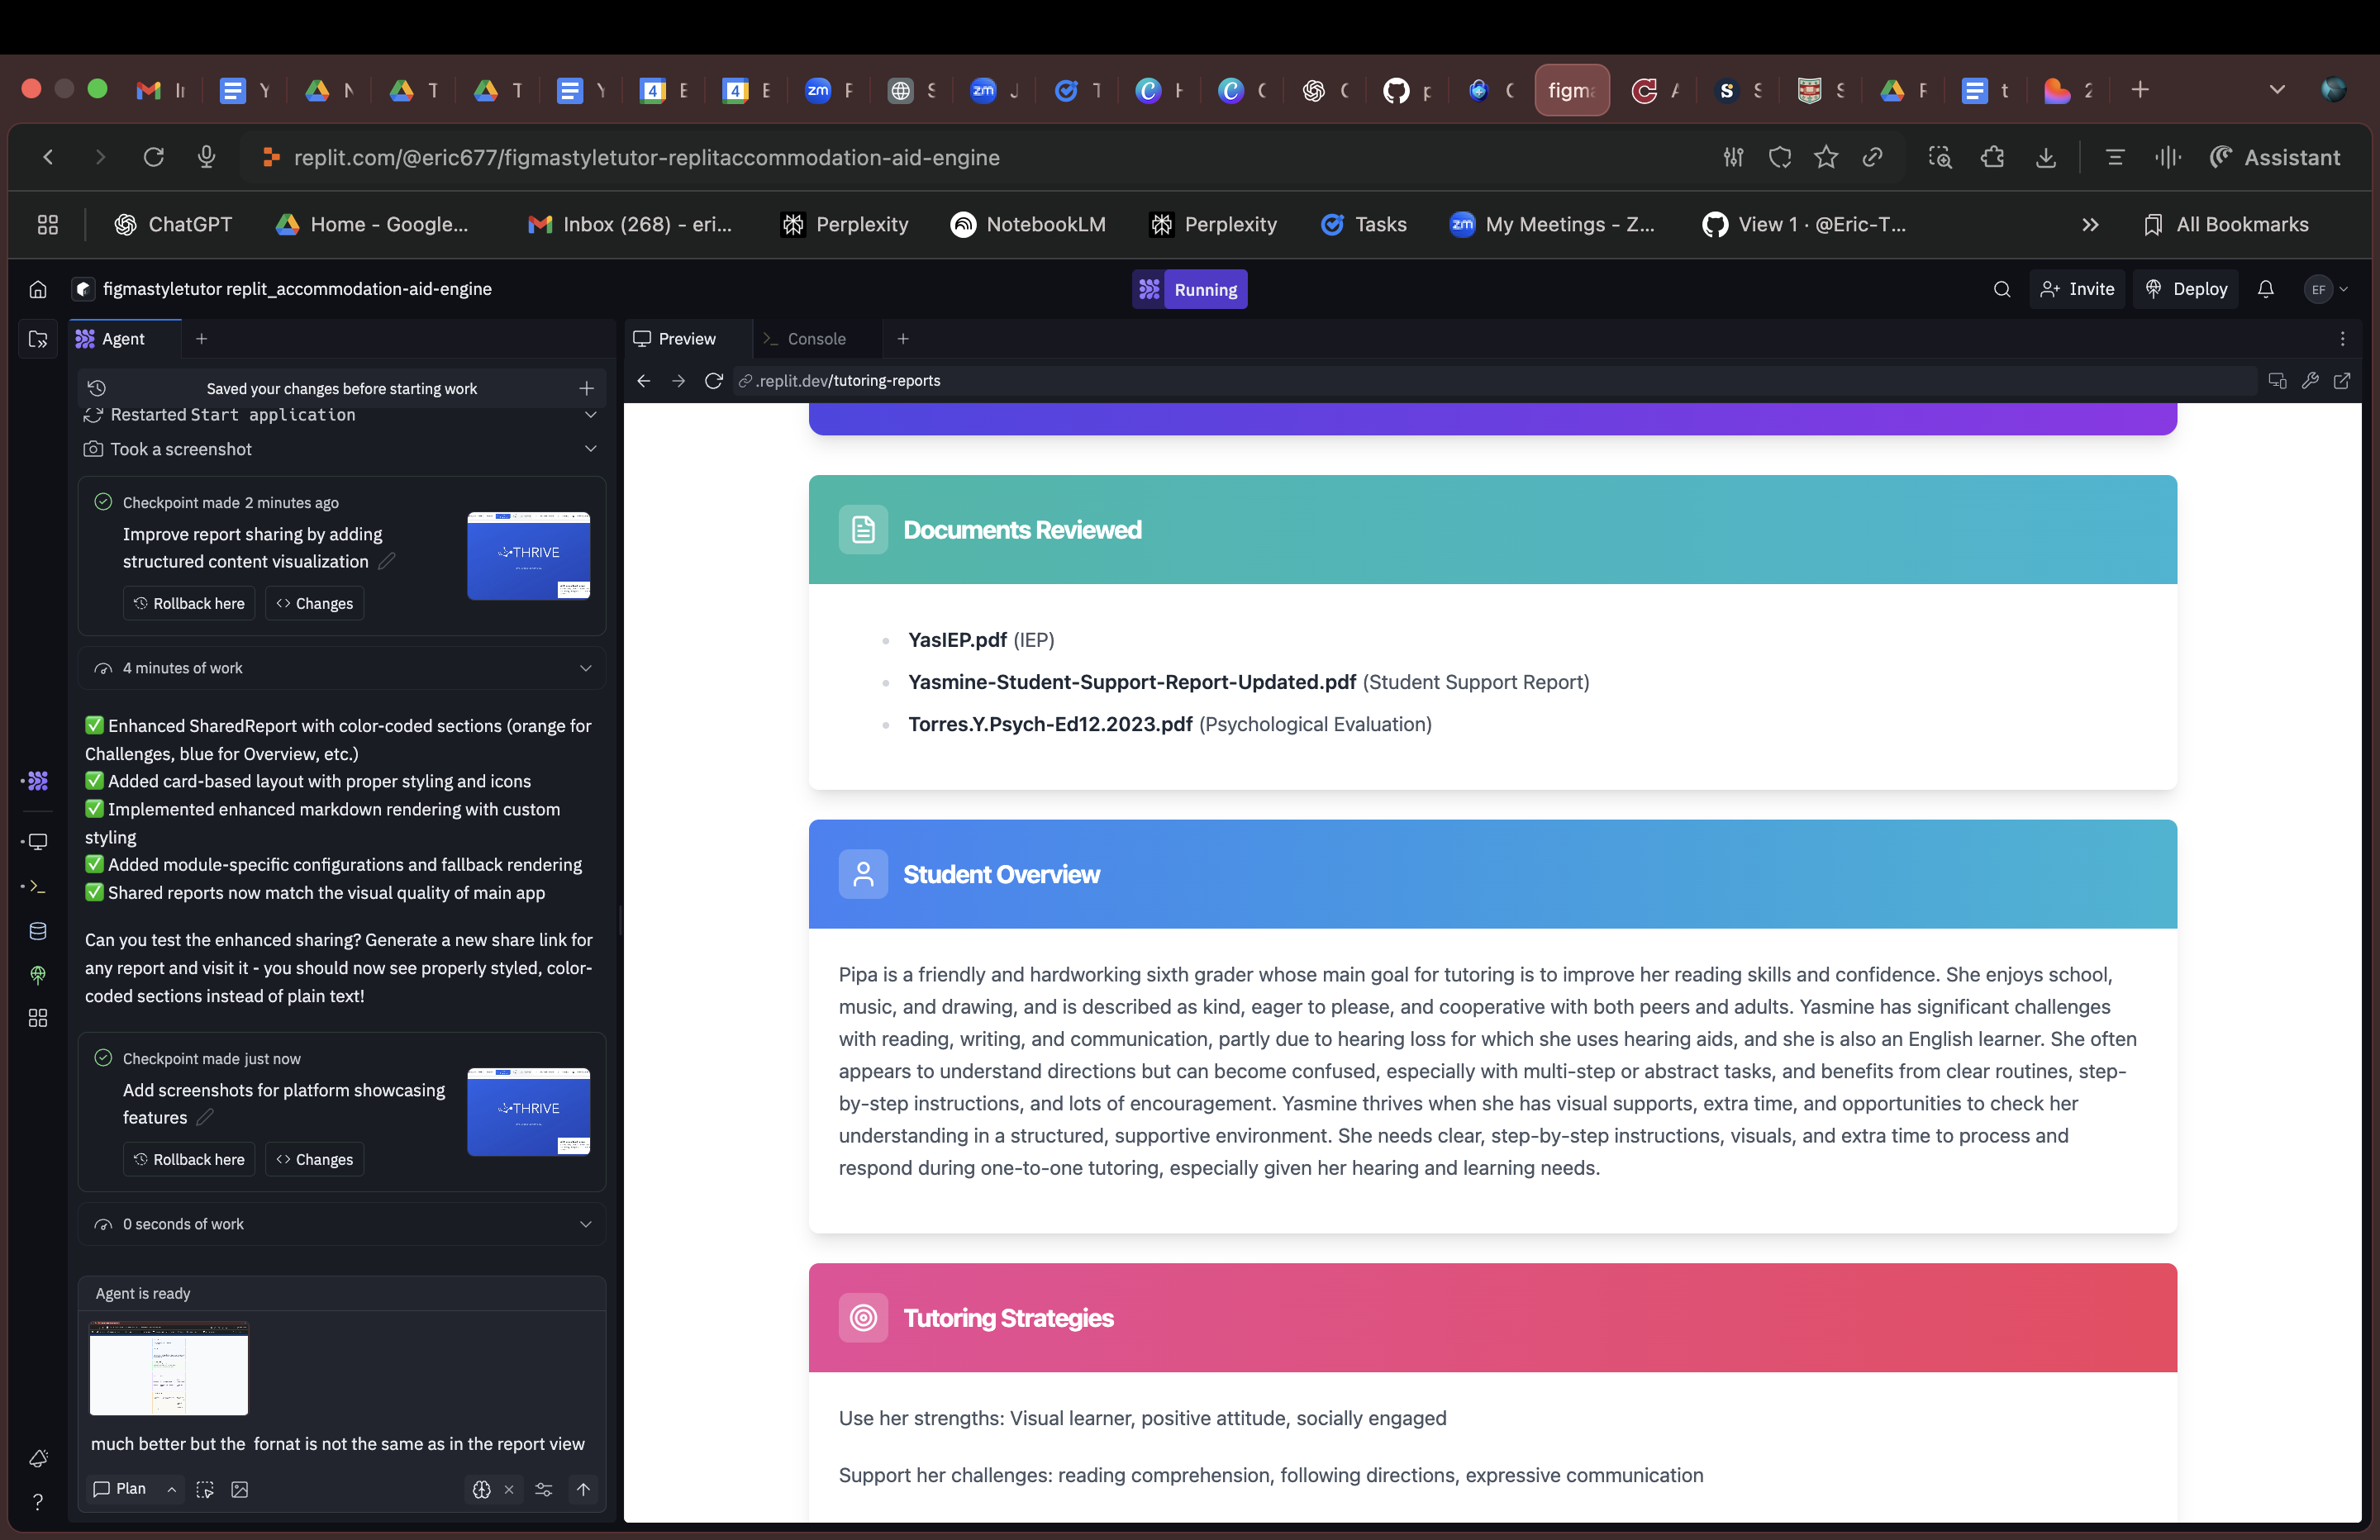 Y
N
T
T
Y
4 E
4 E
zm F
S
zm J
T
C
C
figma
A
S S
S
F
t
2
replit.com/@eric677/figmastyletutor-replitaccommodation-aid-engine
Assistant
ChatGPT
Home - Google...
Inbox (268) - eri...
Perplexity
NotebookLM
Perplexity
Tasks
zm My Meetings - Z...
View 1 · @Eric-T...
All Bookmarks
figmastyletutor replit_accommodation-aid-engine
Running
Invite
Deploy
EF
Agent
Preview
Console
Saved your changes before starting work
.replit.dev/tutoring-reports
Restarted Start application
Took a screenshot
Checkpoint made 2 minutes ago
Improve report sharing by adding
structured content visualization
THRIVE
Rollback here
Changes
4 minutes of work
✅ Enhanced SharedReport with color-coded sections (orange for
Challenges, blue for Overview, etc.)
✅ Added card-based layout with proper styling and icons
✅ Implemented enhanced markdown rendering with custom
styling
✅ Added module-specific configurations and fallback rendering
✅ Shared reports now match the visual quality of main app
Can you test the enhanced sharing? Generate a new share link for
any report and visit it - you should now see properly styled, color-
coded sections instead of plain text!
Checkpoint made just now
Add screenshots for platform showcasing
features
THRIVE
Rollback here
Changes
0 seconds of work
Agent is ready
much better but the  fornat is not the same as in the report view
Plan
Documents Reviewed
YasIEP.pdf (IEP)
Yasmine-Student-Support-Report-Updated.pdf (Student Support Report)
Torres.Y.Psych-Ed12.2023.pdf (Psychological Evaluation)
Student Overview
Pipa is a friendly and hardworking sixth grader whose main goal for tutoring is to improve her reading skills and confidence. She enjoys school,
music, and drawing, and is described as kind, eager to please, and cooperative with both peers and adults. Yasmine has significant challenges
with reading, writing, and communication, partly due to hearing loss for which she uses hearing aids, and she is also an English learner. She often
appears to understand directions but can become confused, especially with multi-step or abstract tasks, and benefits from clear routines, step-
by-step instructions, and lots of encouragement. Yasmine thrives when she has visual supports, extra time, and opportunities to check her
understanding in a structured, supportive environment. She needs clear, step-by-step instructions, visuals, and extra time to process and
respond during one-to-one tutoring, especially given her hearing and learning needs.
Tutoring Strategies
Use her strengths: Visual learner, positive attitude, socially engaged
Support her challenges: reading comprehension, following directions, expressive communication